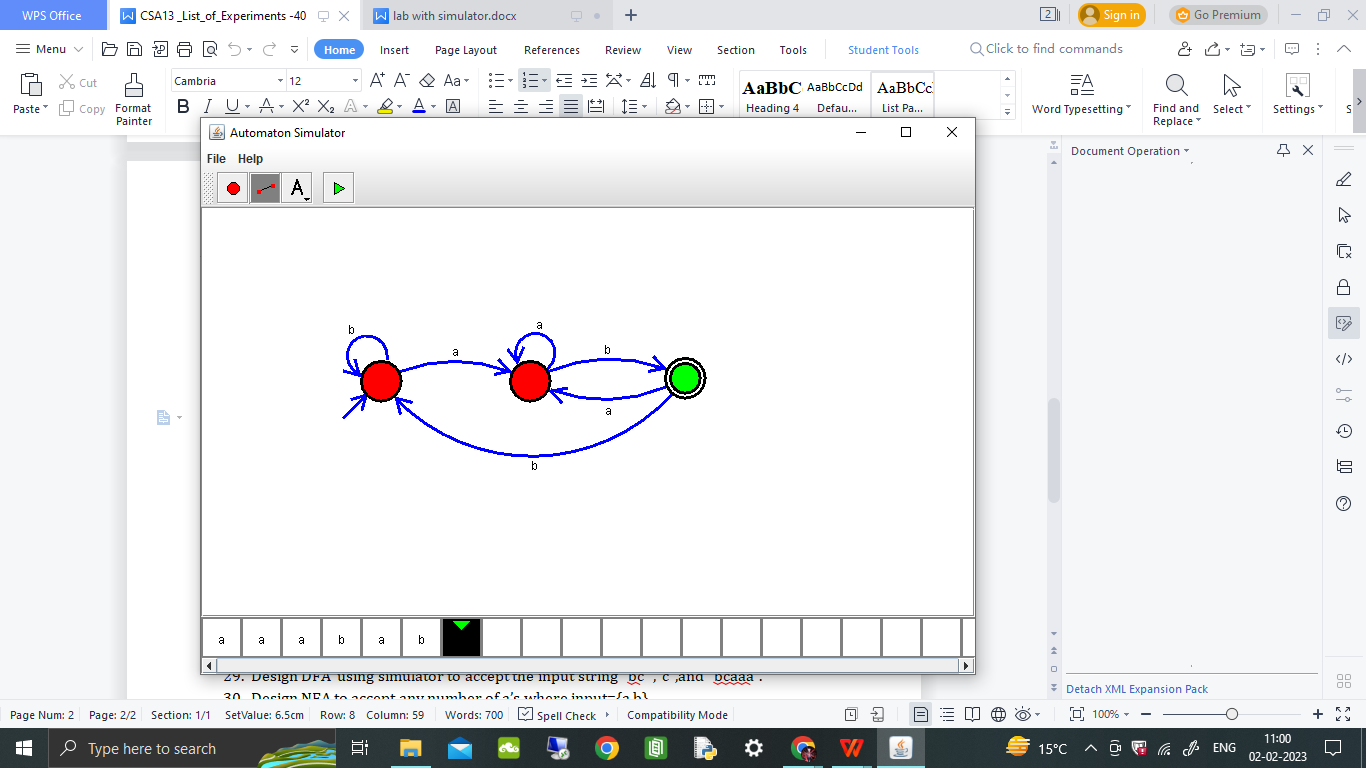 WPS Office
CSA13 _List_of_Experiments -40
lab with simulator.docx
2
Sign in
Go Premium
Menu
Home
Insert
Page Layout
References
Review
View
Section
Tools
Student Tools
Click to find commands
Paste
Cut
Copy
Format
Painter
Cambria
12
AaBbC
Heading 4
AaBbCcDd
Defau...
AaBbCc
List Pa...
Word Typesetting
Find and
Replace
Select
Settings
S
Automaton Simulator
File Help
A
Document Operation
b
a
a
b
a
b
a a a b a b
29. Design DFA using simulator to accept the input string "bc" , "c" ,and "bcaaa".
30. Design NFA to accept any number of a's where input={a,b}
Detach XML Expansion Pack
Page Num: 2 Page: 2/2 Section: 1/1 SetValue: 6.5cm Row: 8 Column: 59 Words: 700 Spell Check Compatibility Mode 100%
Type here to search
15°C
ENG
11:00
02-02-2023